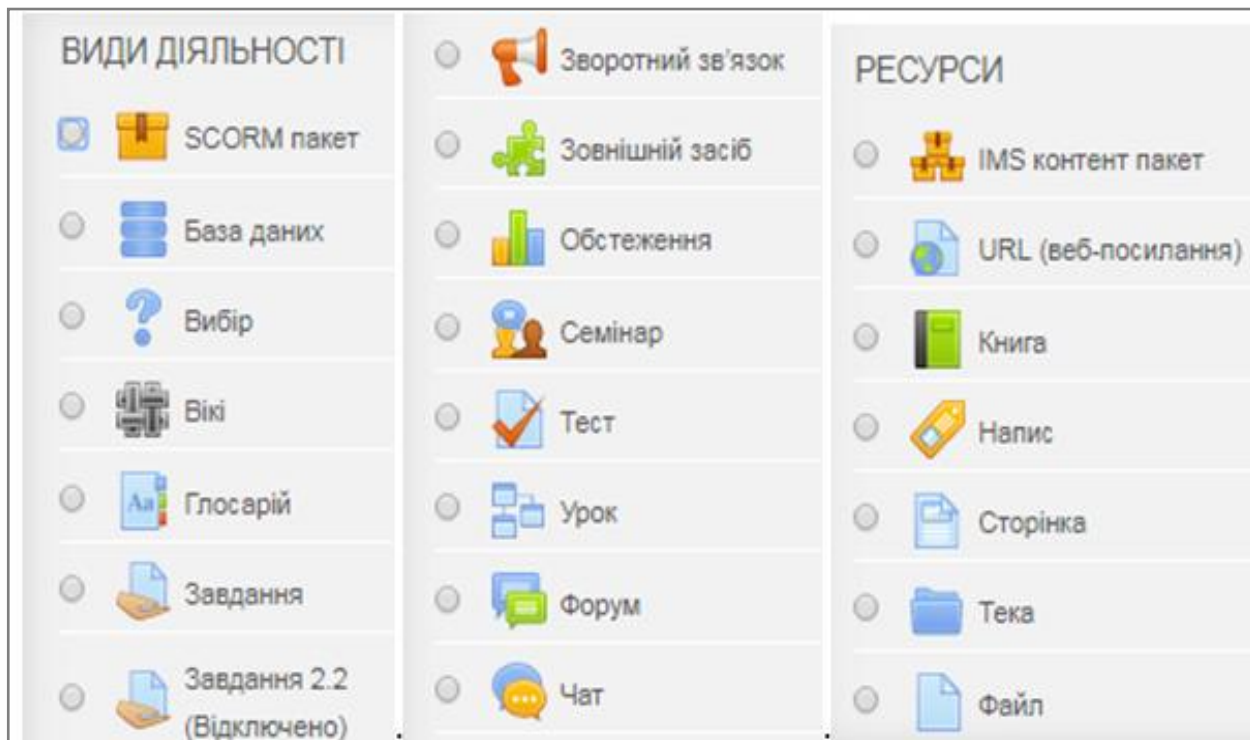 ВИДИ ДІЯЛЬНОСТІ
SCORM пакет
База даних
Вибір
Вікі
Aa
Глосарій
Завдання
Завдання 2.2
(Відключено)
Зворотний зв'язок
Зовнішній засіб
Обстеження
Семінар
Тест
Урок
Форум
Чат
РЕСУРСИ
IMS контент пакет
URL (веб-посилання)
Книга
Напис
Сторінка
Тека
Файл